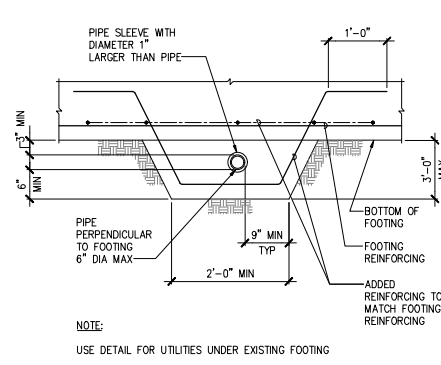 PIPE SLEEVE WITH
DIAMETER 1"
LARGER THAN PIPE
1'-0"
3" MIN
6"
MIN
3'-0"
MAX
PIPE
PERPENDICULAR
TO FOOTING
6" DIA MAX
9" MIN
TYP
2'-0" MIN
BOTTOM OF
FOOTING
FOOTING
REINFORCING
ADDED
REINFORCING TO
MATCH FOOTING
REINFORCING
NOTE:
USE DETAIL FOR UTILITIES UNDER EXISTING FOOTING